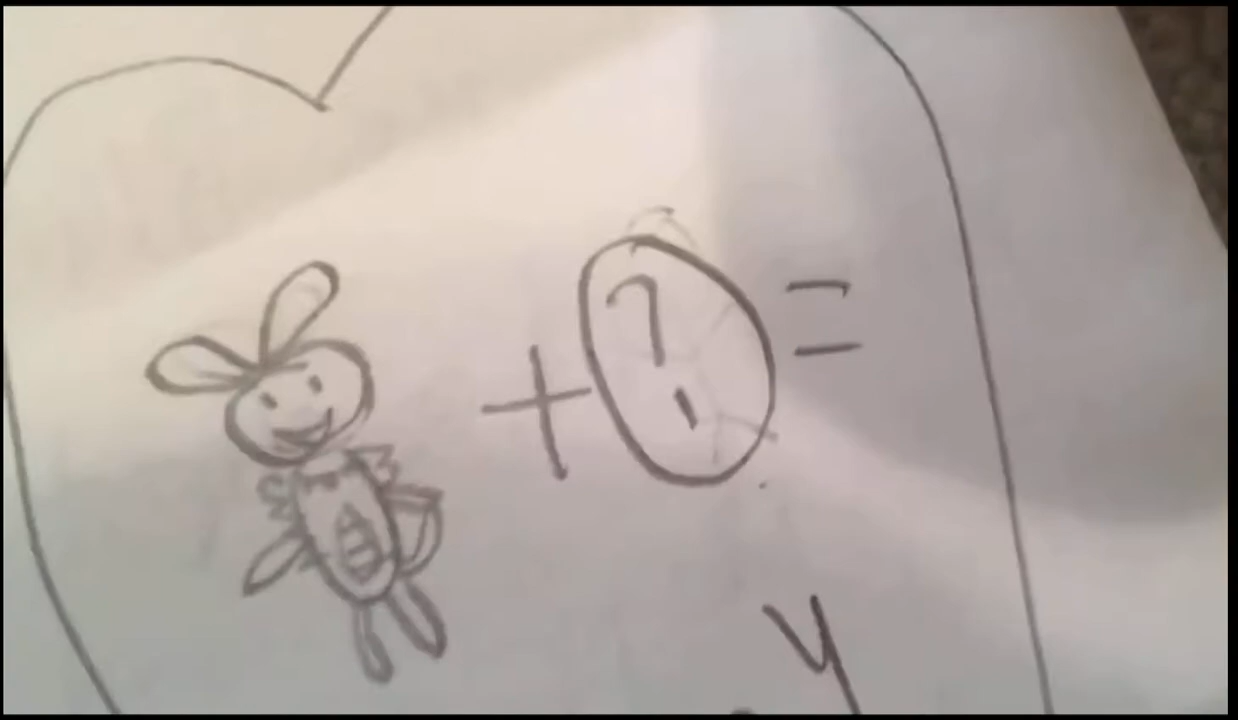 + ? =
y